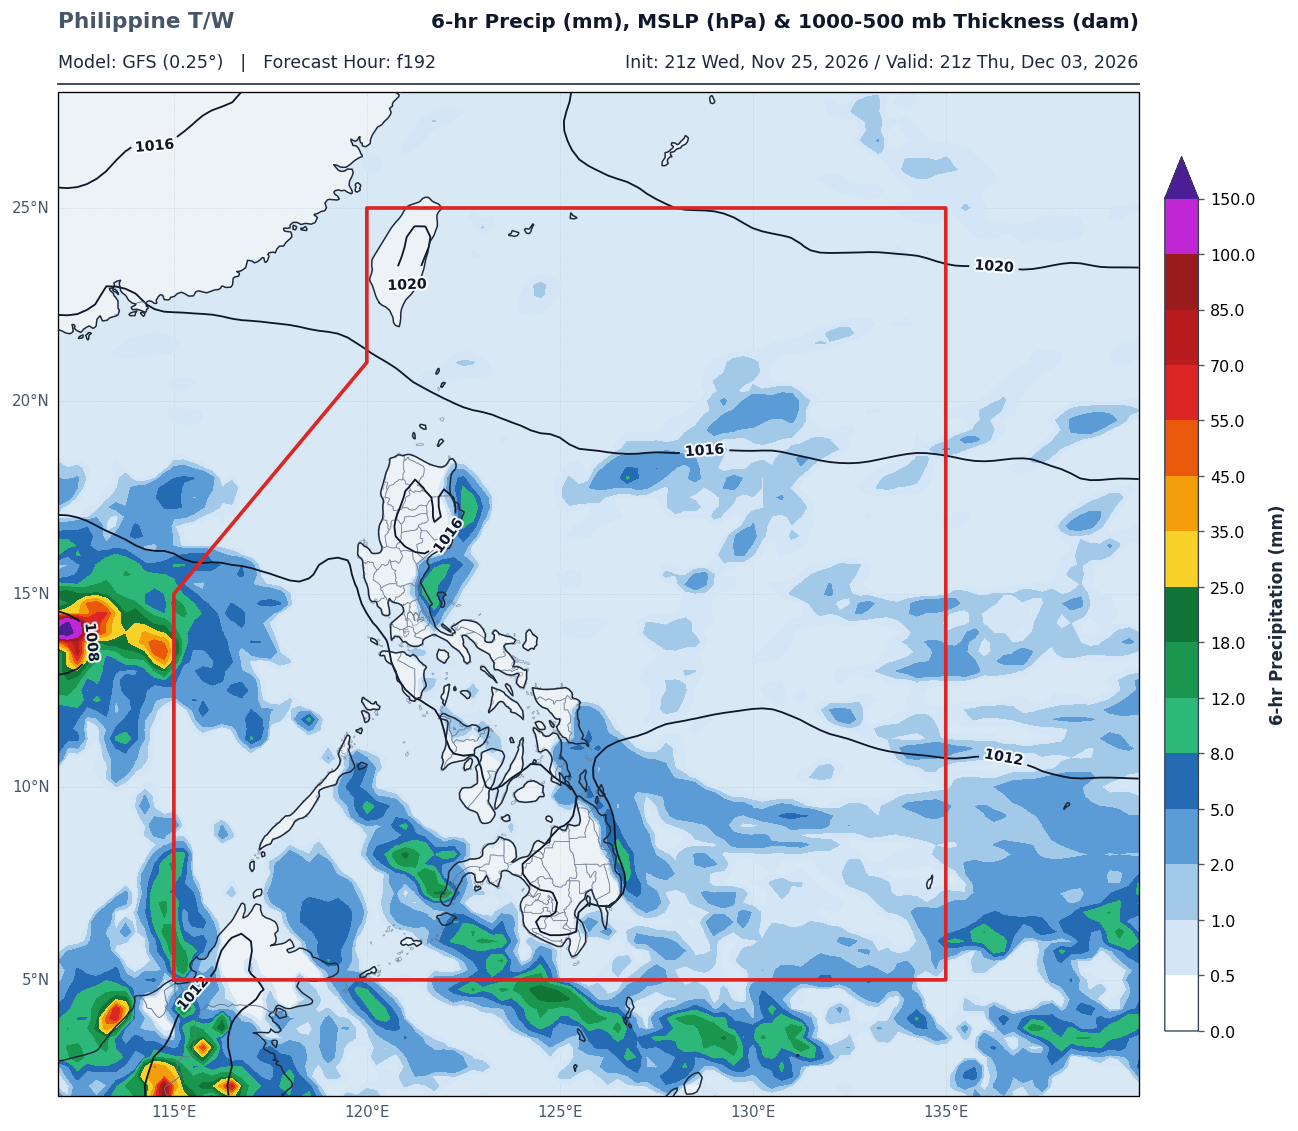 Philippine T/W
6-hr Precip (mm), MSLP (hPa) & 1000-500 mb Thickness (dam)
Model: GFS (0.25°) | Forecast Hour: f192
Init: 21z Wed, Nov 25, 2026 / Valid: 21z Thu, Dec 03, 2026
1016
1020
1020
1016
1016
1008
1012
1012
25°N
20°N
15°N
10°N
5°N
115°E
120°E
125°E
130°E
135°E
150.0
100.0
85.0
70.0
55.0
45.0
35.0
25.0
18.0
12.0
8.0
5.0
2.0
1.0
0.5
0.0
6-hr Precipitation (mm)